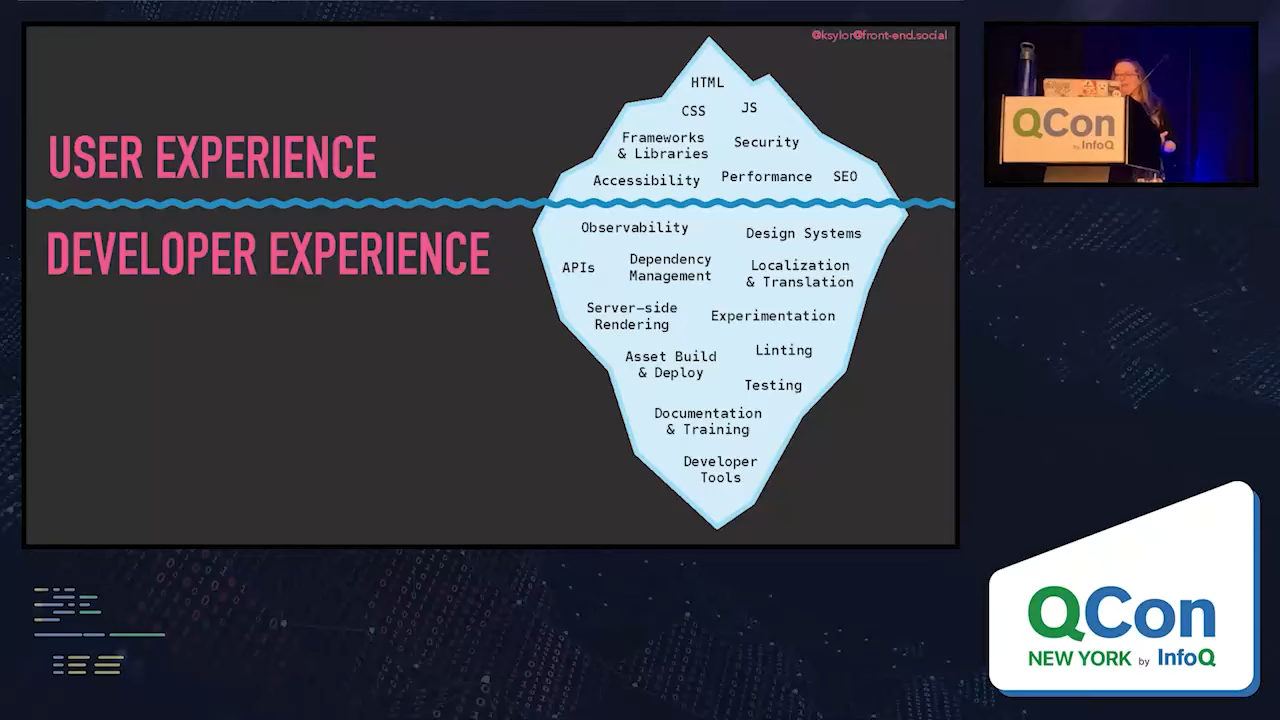 @ksylor@front-end.social
USER EXPERIENCE
DEVELOPER EXPERIENCE
HTML
CSS
JS
Frameworks
& Libraries
Security
Accessibility
Performance
SEO
Observability
Design Systems
APIs
Dependency
Management
Localization
& Translation
Server-side
Rendering
Experimentation
Asset Build
& Deploy
Linting
Testing
Documentation
& Training
Developer
Tools
QCon
by InfoQ
QCon
NEW YORK by InfoQ